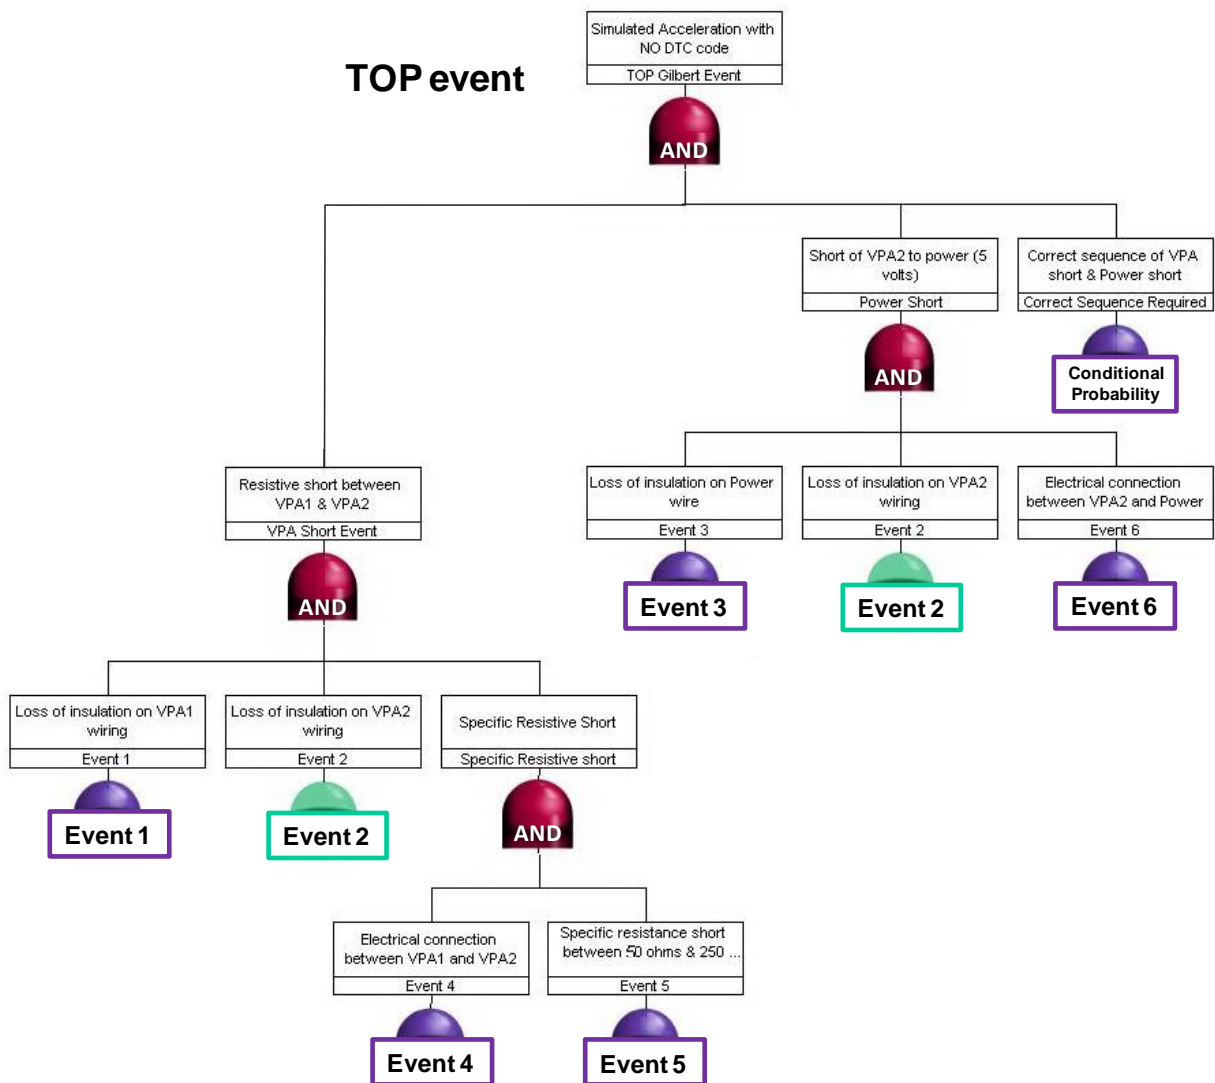 Simulated Acceleration with
NO DTC code
TOP Gilbert Event
TOP event
AND
Short of VPA2 to power (5
volts)
Power Short
Correct sequence of VPA
short & Power short
Correct Sequence Required
AND
Conditional
Probability
Resistive short between
VPA1 & VPA2
VPA Short Event
Loss of insulation on Power
wire
Event 3
Loss of insulation on VPA2
wiring
Event 2
Electrical connection
between VPA2 and Power
Event 6
AND
Event 3
Event 2
Event 6
Loss of insulation on VPA1
wiring
Event 1
Loss of insulation on VPA2
wiring
Event 2
Specific Resistive Short
Specific Resistive short
Event 1
Event 2
AND
Electrical connection
between VPA1 and VPA2
Event 4
Specific resistance short
between 50 ohms & 250 ...
Event 5
Event 4
Event 5